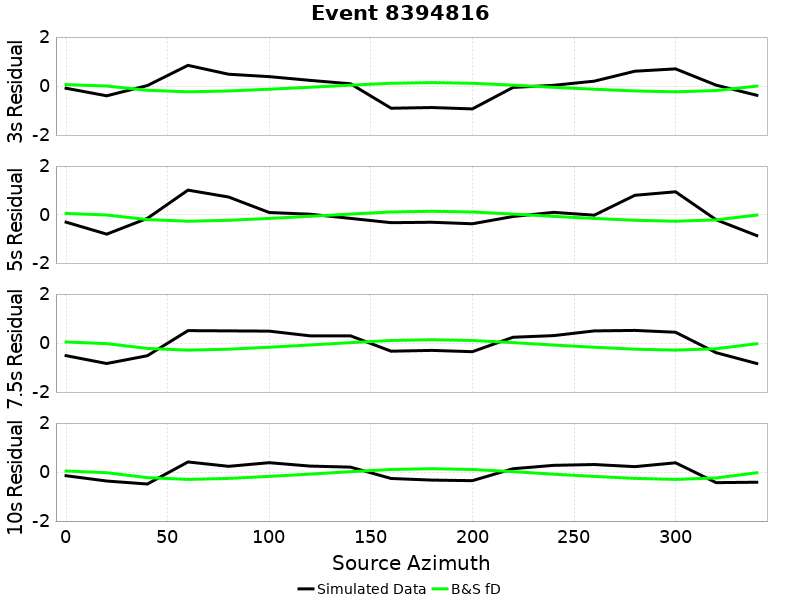 Event 8394816
3s Residual
2
0
-2
5s Residual
2
0
-2
7.5s Residual
2
0
-2
10s Residual
2
0
-2
0 50 100 150 200 250 300
Source Azimuth
Simulated Data B&S fD